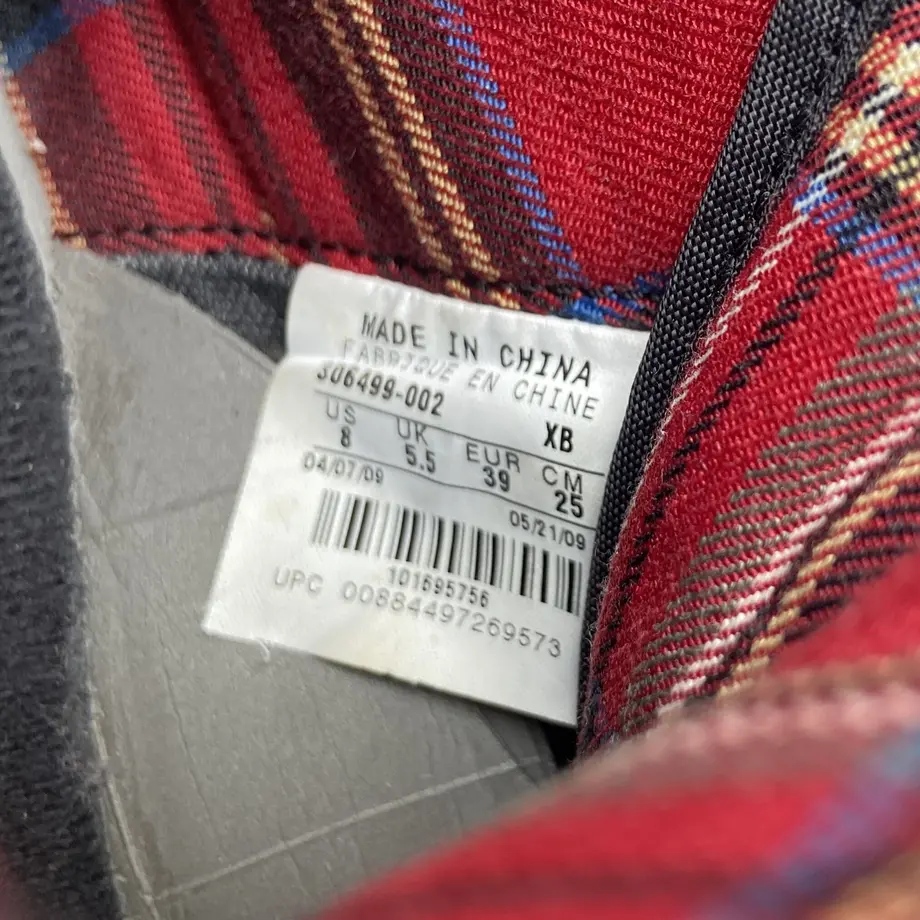 MADE IN CHINA
FABRIQUE EN CHINE
306499-002 XB
US UK EUR CM
8 5.5 39 25
04/07/09 05/21/09
101695756
UPC 00884497269573